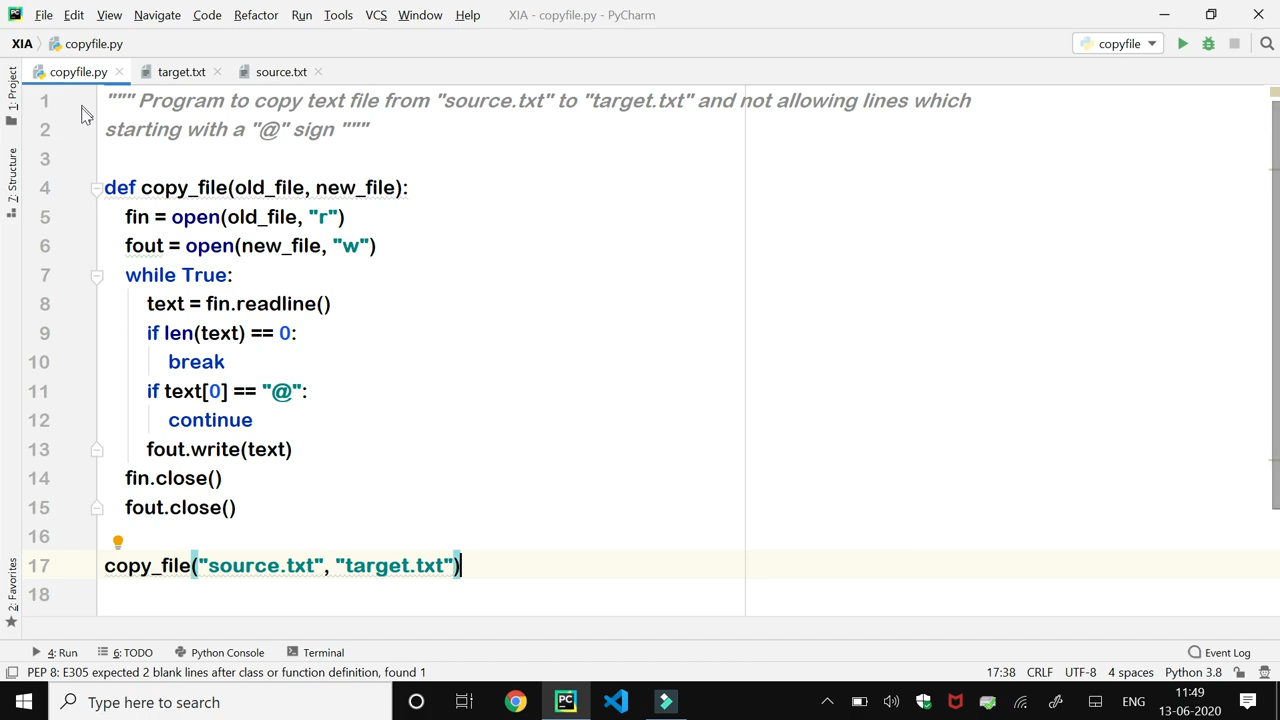 File Edit View Navigate Code Refactor Run Tools VCS Window Help XIA - copyfile.py - PyCharm
XIA copyfile.py copyfile
copyfile.py target.txt source.txt
1: Project
7: Structure
2: Favorites
1 """ Program to copy text file from "source.txt" to "target.txt" and not allowing lines which
2 starting with a "@" sign """
3
4 def copy_file(old_file, new_file):
5 fin = open(old_file, "r")
6 fout = open(new_file, "w")
7 while True:
8 text = fin.readline()
9 if len(text) == 0:
10 break
11 if text[0] == "@":
12 continue
13 fout.write(text)
14 fin.close()
15 fout.close()
16
17 copy_file("source.txt", "target.txt")
18
4: Run 6: TODO Python Console Terminal Event Log
PEP 8: E305 expected 2 blank lines after class or function definition, found 1 17:38 CRLF UTF-8 4 spaces Python 3.8
Type here to search ENG 11:49
13-06-2020